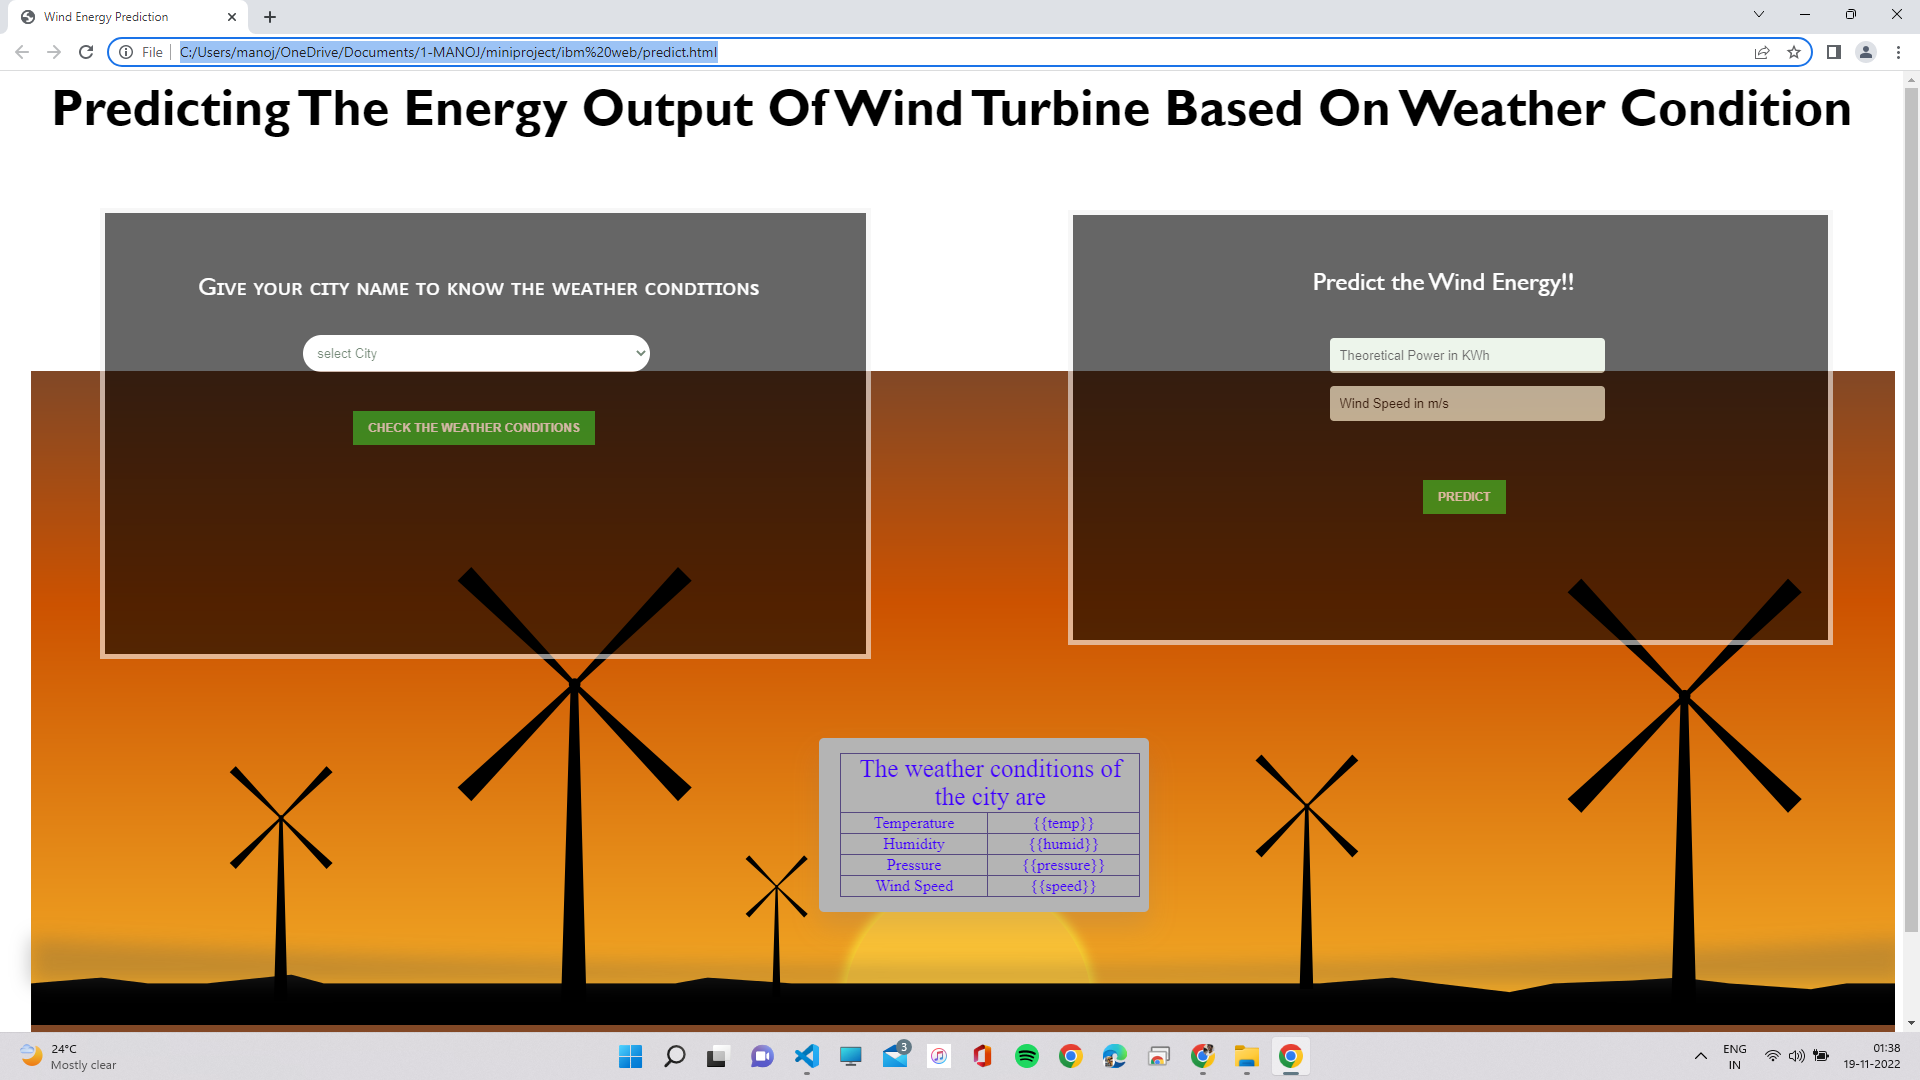 Wind Energy Prediction
File
C:/Users/manoj/OneDrive/Documents/1-MANOJ/miniproject/ibm%20web/predict.html
Predicting The Energy Output Of Wind Turbine Based On Weather Condition
Give your city name to know the weather conditions
select City
CHECK THE WEATHER CONDITIONS
Predict the Wind Energy!!
Theoretical Power in KWh
Wind Speed in m/s
PREDICT
The weather conditions of
the city are
Temperature {{temp}}
Humidity {{humid}}
Pressure {{pressure}}
Wind Speed {{speed}}
24°C
Mostly clear
3
ENG
IN
01:38
19-11-2022